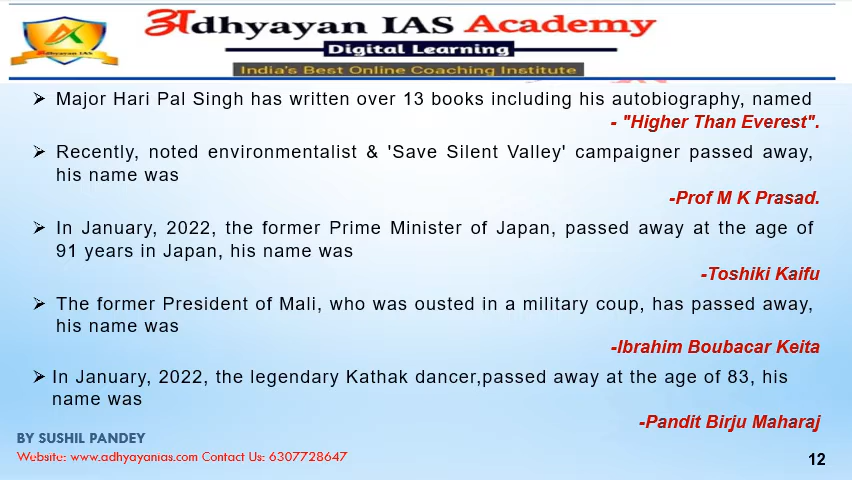 Adhyayan IAS
अdhyayan IAS Academy
Digital Learning
India's Best Online Coaching Institute
➢ Major Hari Pal Singh has written over 13 books including his autobiography, named
- "Higher Than Everest".
➢ Recently, noted environmentalist & 'Save Silent Valley' campaigner passed away,
his name was
-Prof M K Prasad.
➢ In January, 2022, the former Prime Minister of Japan, passed away at the age of
91 years in Japan, his name was
-Toshiki Kaifu
➢ The former President of Mali, who was ousted in a military coup, has passed away,
his name was
-Ibrahim Boubacar Keita
➢ In January, 2022, the legendary Kathak dancer,passed away at the age of 83, his
name was
-Pandit Birju Maharaj
BY SUSHIL PANDEY
Website: www.adhyayanias.com Contact Us: 6307728647
12